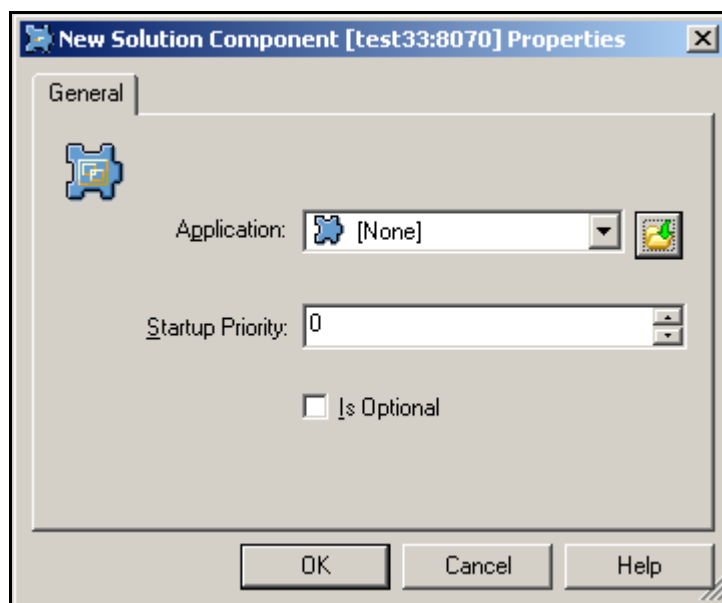 New Solution Component [test33:8070] Properties
General
Application: [None]
Startup Priority: 0
Is Optional
OK Cancel Help